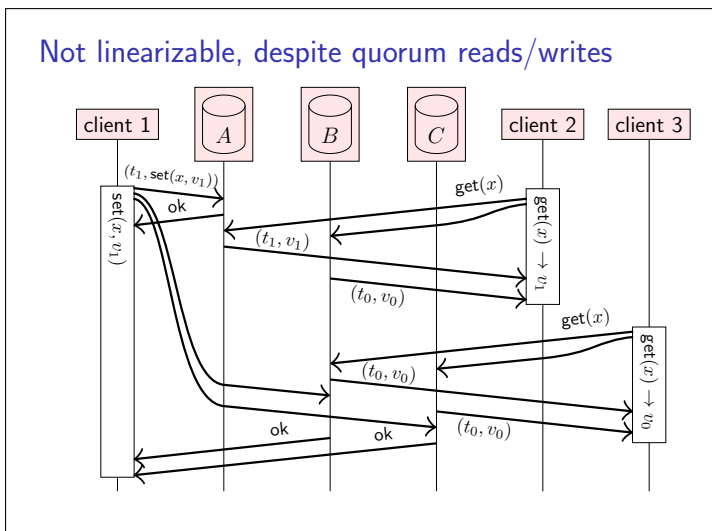 Not linearizable, despite quorum reads/writes
client 1
A
B
C
client 2
client 3
(t₁, set(x, v₁))
get(x)
ok
set(x, v₁)
get(x) → v₁
(t₁, v₁)
(t₀, v₀)
get(x)
get(x) → v₀
(t₀, v₀)
ok
ok
(t₀, v₀)